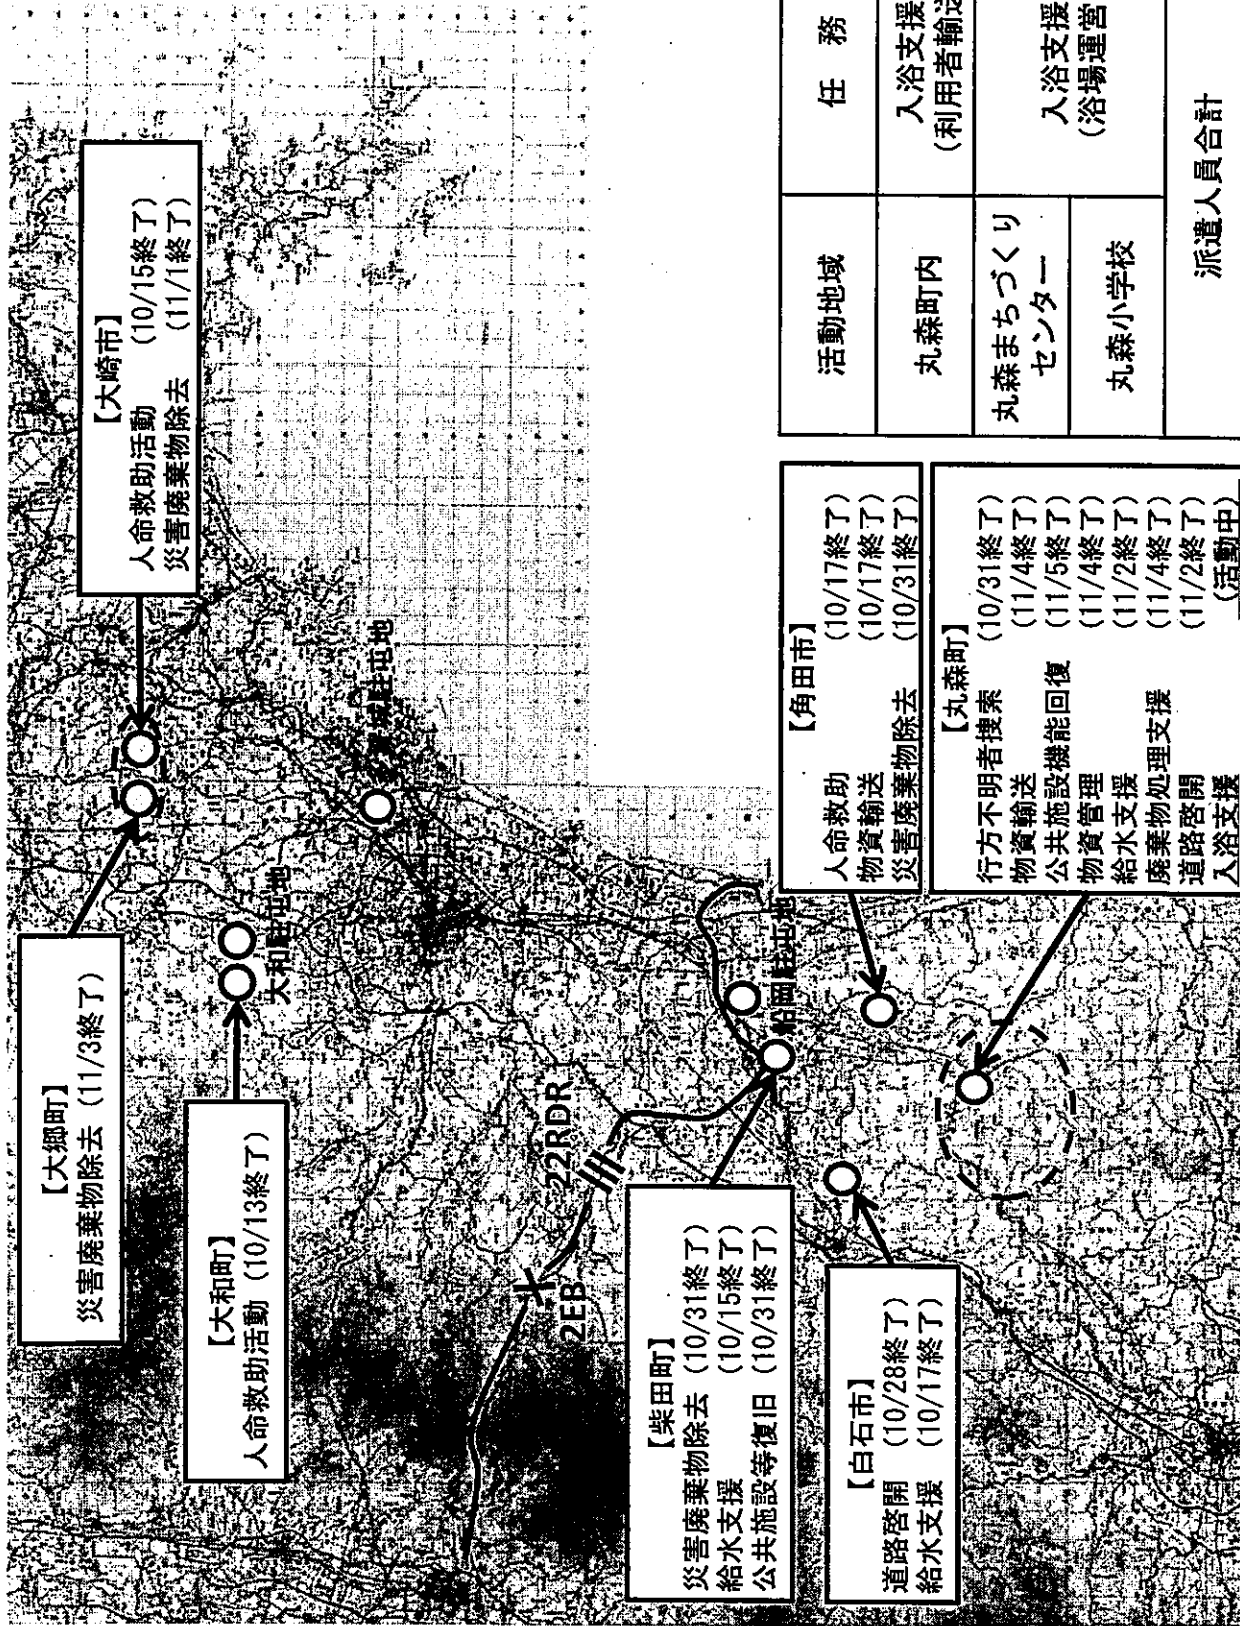 【大郷町】
災害廃棄物除去 (11/3終了)
【大崎市】
人命救助活動 (10/15終了)
災害廃棄物除去 (11/1終了)
【大和町】
人命救助活動 (10/13終了)
大和駐屯地
城駐屯地
22RDR
2EB
船岡駐屯地
【柴田町】
災害廃棄物除去 (10/31終了)
給水支援 (10/15終了)
公共施設等復旧 (10/31終了)
【白石市】
道路啓開 (10/28終了)
給水支援 (10/17終了)
【角田市】
人命救助 (10/17終了)
物資輸送 (10/17終了)
災害廃棄物除去 (10/31終了)
【丸森町】
行方不明者捜索 (10/31終了)
物資輸送 (11/4終了)
公共施設機能回復 (11/5終了)
物資管理 (11/4終了)
給水支援 (11/2終了)
廃棄物処理支援 (11/4終了)
道路啓開 (11/2終了)
入浴支援 (活動中)
活動地域 任務
丸森町内 入浴支援
(利用者輸送
丸森まちづくり
センター
丸森小学校
入浴支援
(浴場運営
派遣人員合計